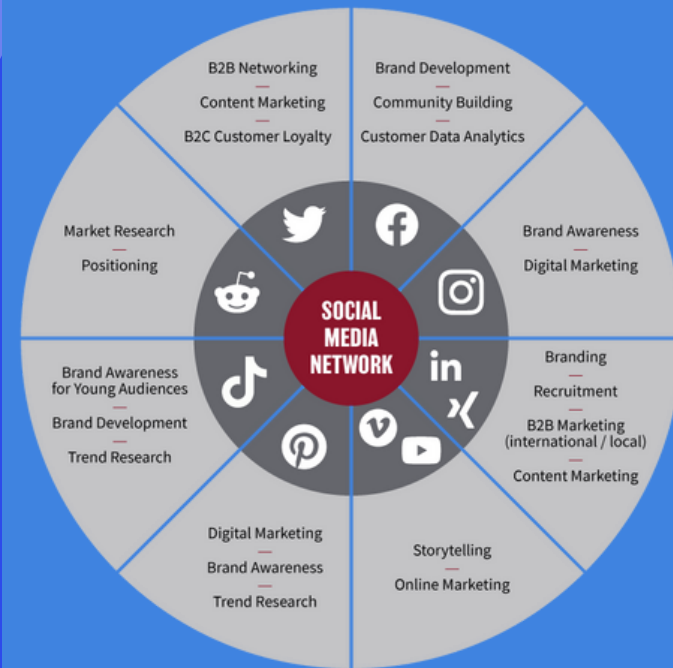 B2B Networking
Content Marketing
B2C Customer Loyalty
Brand Development
Community Building
Customer Data Analytics
Market Research
Positioning
Brand Awareness
Digital Marketing
SOCIAL
MEDIA
NETWORK
in
Brand Awareness
for Young Audiences
Brand Development
Trend Research
Branding
Recruitment
B2B Marketing
(international / local)
Content Marketing
Digital Marketing
Brand Awareness
Trend Research
Storytelling
Online Marketing